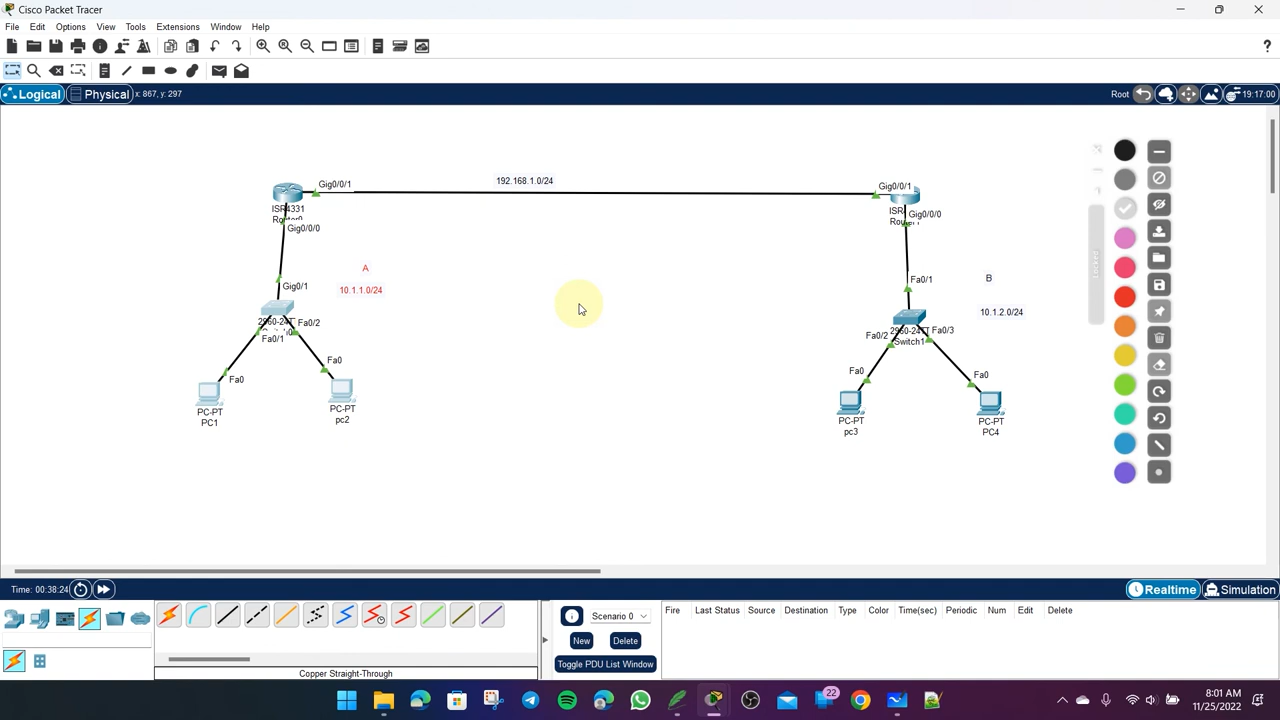 Cisco Packet Tracer
File Edit Options View Tools Extensions Window Help
Logical Physical x: 867, y: 297 Root 19:17:00
192.168.1.0/24
Gig0/0/1
ISR4331
Gig0/0/0
Gig0/0/1
Gig0/0/0
A
10.1.1.0/24
Gig0/1
Fa0/2
Fa0/1
Fa0
Fa0
PC-PT
PC1
PC-PT
pc2
B
10.1.2.0/24
Fa0/1
Fa0/2
Fa0/3
Switch1
Fa0
Fa0
PC-PT
pc3
PC-PT
PC4
Time: 00:38:24 Realtime Simulation
Scenario 0
New Delete
Toggle PDU List Window
Fire Last Status Source Destination Type Color Time(sec) Periodic Num Edit Delete
Copper Straight-Through
22
8:01 AM
11/25/2022